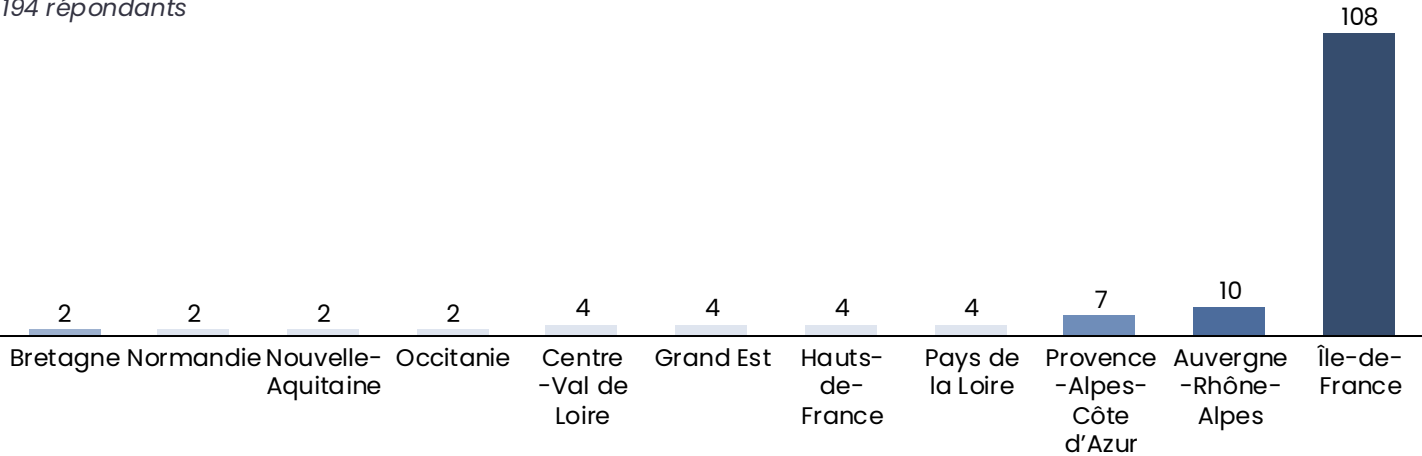 194 répondants
108
10
7
4
4
4
4
2
2
2
2
Bretagne
Normandie
Nouvelle-
Aquitaine
Occitanie
Centre
-Val de
Loire
Grand Est
Hauts-
de-
France
Pays de
la Loire
Provence
-Alpes-
Côte
d’Azur
Auvergne
-Rhône-
Alpes
Île-de-
France